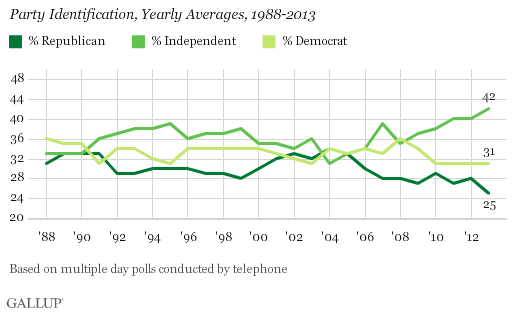 Party Identification, Yearly Averages, 1988-2013
% Republican % Independent % Democrat
48
44
40
36
32
28
24
20
42
31
25
'88 '90 '92 '94 '96 '98 '00 '02 '04 '06 '08 '10 '12
Based on multiple day polls conducted by telephone
GALLUP'